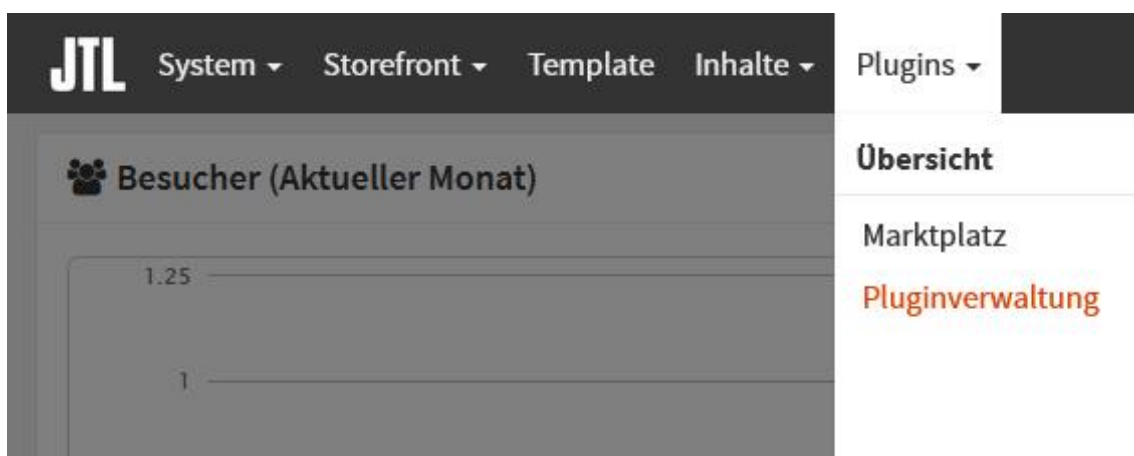 JTL System Storefront Template Inhalte Plugins
Übersicht
Besucher (Aktueller Monat)
Marktplatz
1.25
Pluginverwaltung
1